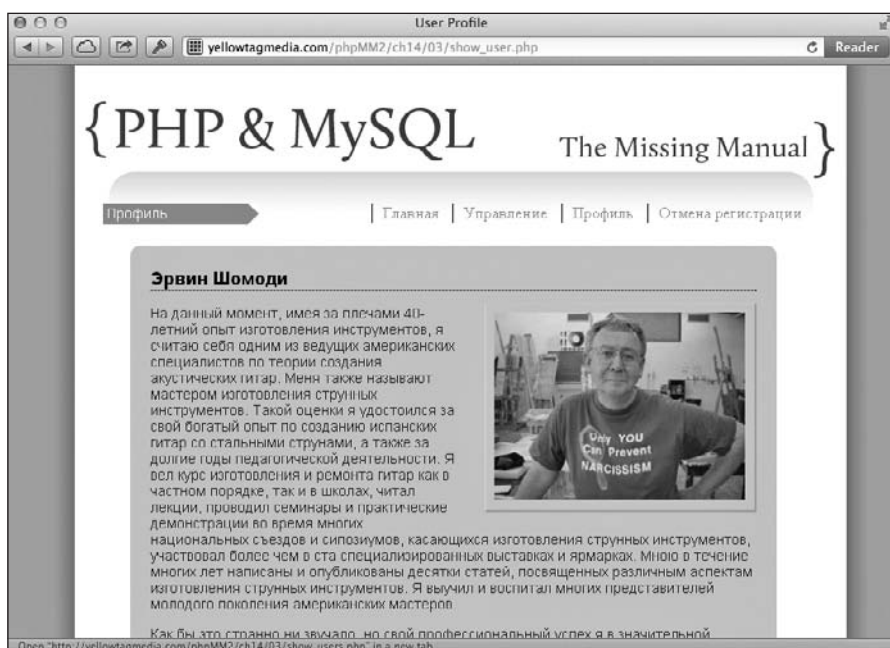 User Profile
yellowtagmedia.com/phpMM2/ch14/03/show_user.php
Reader
{PHP & MySQL
The Missing Manual}
Профиль
| Главная | Управление | Профиль | Отмена регистрации
Эрвин Шомоди
На данный момент, имея за плечами 40-
летний опыт изготовления инструментов, я
считаю себя одним из ведущих американских
специалистов по теории создания
акустических гитар. Меня также называют
мастером изготовления струнных
инструментов. Такой оценки я удостоился за
свой богатый опыт по созданию испанских
гитар со стальными струнами, а также за
долгие годы педагогической деятельности. Я
вел курс изготовления и ремонта гитар как в
частном порядке, так и в школах, читал
лекции, проводил семинары и практические
демонстрации во время многих
национальных съездов и сипозиумов, касающихся изготовления струнных инструментов,
участвовал более чем в ста специализированных выставках и ярмарках. Мною в течение
многих лет написаны и опубликованы десятки статей, посвященных различным аспектам
изготовления струнных инструментов. Я выучил и воспитал многих представителей
молодого поколения американских мастеров
Only YOU
Can Prevent
NARCISSISM
Как бы это странно ни звучало, но свой профессиональный успех я в значительной
Open "http://yellowtagmedia.com/phpMM2/ch14/03/show_users.php" in a new tab